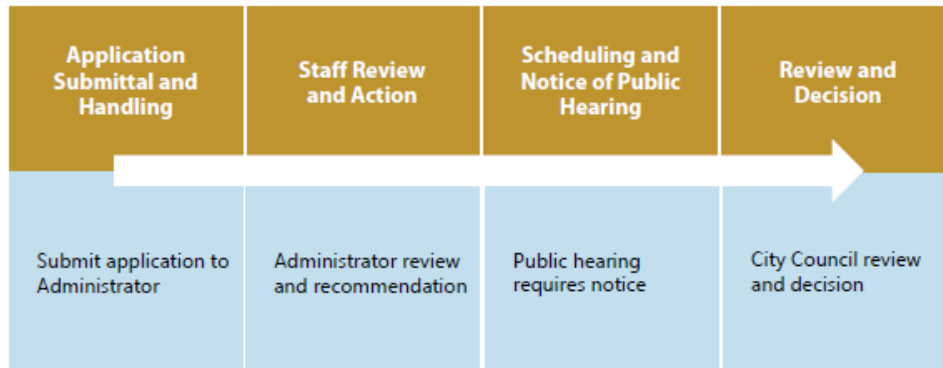 Application
Submittal and
Handling
Staff Review
and Action
Scheduling and
Notice of Public
Hearing
Review and
Decision
Submit application to
Administrator
Administrator review
and recommendation
Public hearing
requires notice
City Council review
and decision